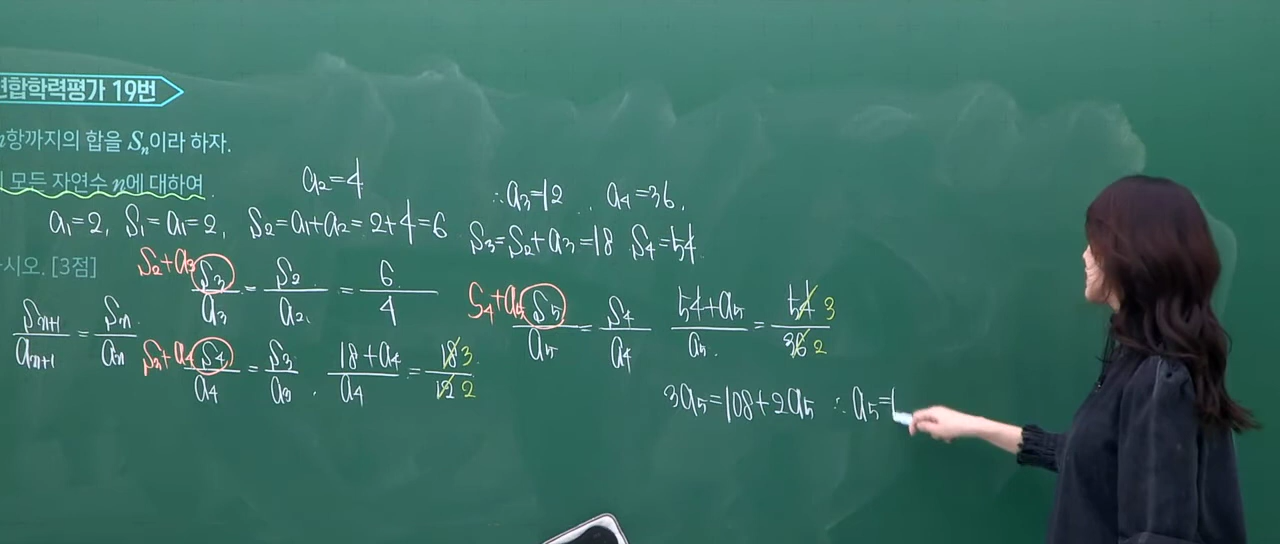 연합학력평가 19번
n항까지의 합을 Sₙ이라 하자.
모든 자연수 n에 대하여
a₂=4
∴a₃=12 a₄=36.
a₁=2, S₁=a₁=2, S₂=a₁+a₂=2+4=6
S₃=S₂+a₃=18 S₄=54
시오. [3점]
S₂+a₃ S₃/a₃ = S₂/a₂ = 6/4
Sₙ₊₁/aₙ₊₁ = Sₙ/aₙ
S₃+a₄ S₄/a₄ = S₃/a₃. (18+a₄)/a₄ = 18/12 3/2
S₄+a₅ S₅/a₅ = S₄/a₄ (54+a₅)/a₅. = 54/36 3/2
3a₅=108+2a₅ ∴a₅=1